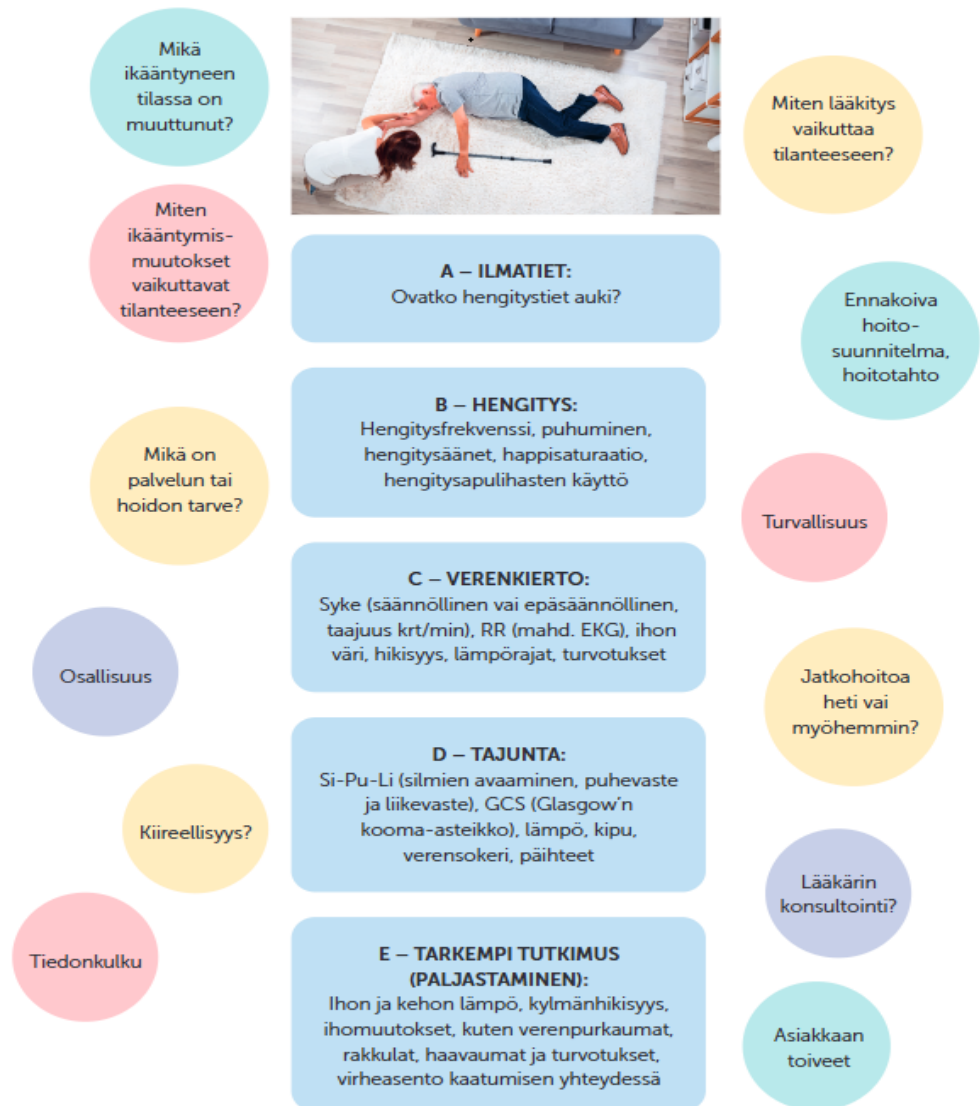 Mikä
ikääntyneen
tilassa on
muuttunut?
Miten lääkitys
vaikuttaa
tilanteeseen?
Miten
ikääntymis-
muutokset
vaikuttavat
tilanteeseen?
A – ILMATIET:
Ovatko hengitystiet auki?
Ennakoiva
hoito-
suunnitelma,
hoitotahto
B – HENGITYS:
Hengitysfrekvenssi, puhuminen,
hengitysäänet, happisaturaatio,
hengitysapulihasten käyttö
Mikä on
palvelun tai
hoidon tarve?
Turvallisuus
C – VERENKIERTO:
Syke (säännöllinen vai epäsäännöllinen,
taajuus krt/min), RR (mahd. EKG), ihon
väri, hikisyys, lämpörajat, turvotukset
Osallisuus
Jatkohoitoa
heti vai
myöhemmin?
D – TAJUNTA:
Si-Pu-Li (silmien avaaminen, puhevaste
ja liikevaste), GCS (Glasgow’n
kooma-asteikko), lämpö, kipu,
verensokeri, päihteet
Kiireellisyys?
Lääkärin
konsultointi?
Tiedonkulku
E – TARKEMPI TUTKIMUS
(PALJASTAMINEN):
Ihon ja kehon lämpö, kylmänhikisyys,
ihomuutokset, kuten verenpurkaumat,
rakkulat, haavaumat ja turvotukset,
virheasento kaatumisen yhteydessä
Asiakkaan
toiveet